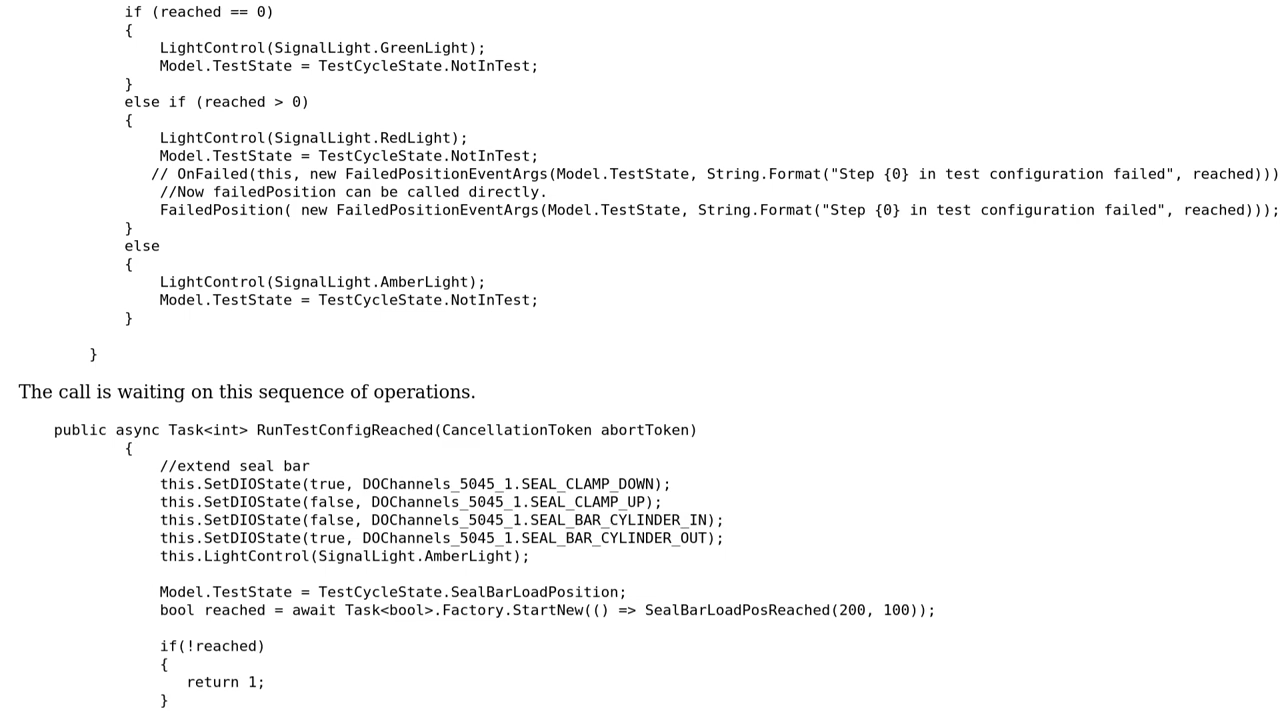 if (reached == 0)
{
LightControl(SignalLight.GreenLight);
Model.TestState = TestCycleState.NotInTest;
}
else if (reached > 0)
{
LightControl(SignalLight.RedLight);
Model.TestState = TestCycleState.NotInTest;
// OnFailed(this, new FailedPositionEventArgs(Model.TestState, String.Format("Step {0} in test configuration failed", reached)))
//Now failedPosition can be called directly.
FailedPosition( new FailedPositionEventArgs(Model.TestState, String.Format("Step {0} in test configuration failed", reached)));
}
else
{
LightControl(SignalLight.AmberLight);
Model.TestState = TestCycleState.NotInTest;
}
}
The call is waiting on this sequence of operations.
public async Task<int> RunTestConfigReached(CancellationToken abortToken)
{
//extend seal bar
this.SetDIOState(true, DOChannels_5045_1.SEAL_CLAMP_DOWN);
this.SetDIOState(false, DOChannels_5045_1.SEAL_CLAMP_UP);
this.SetDIOState(false, DOChannels_5045_1.SEAL_BAR_CYLINDER_IN);
this.SetDIOState(true, DOChannels_5045_1.SEAL_BAR_CYLINDER_OUT);
this.LightControl(SignalLight.AmberLight);
Model.TestState = TestCycleState.SealBarLoadPosition;
bool reached = await Task<bool>.Factory.StartNew(() => SealBarLoadPosReached(200, 100));
if(!reached)
{
return 1;
}